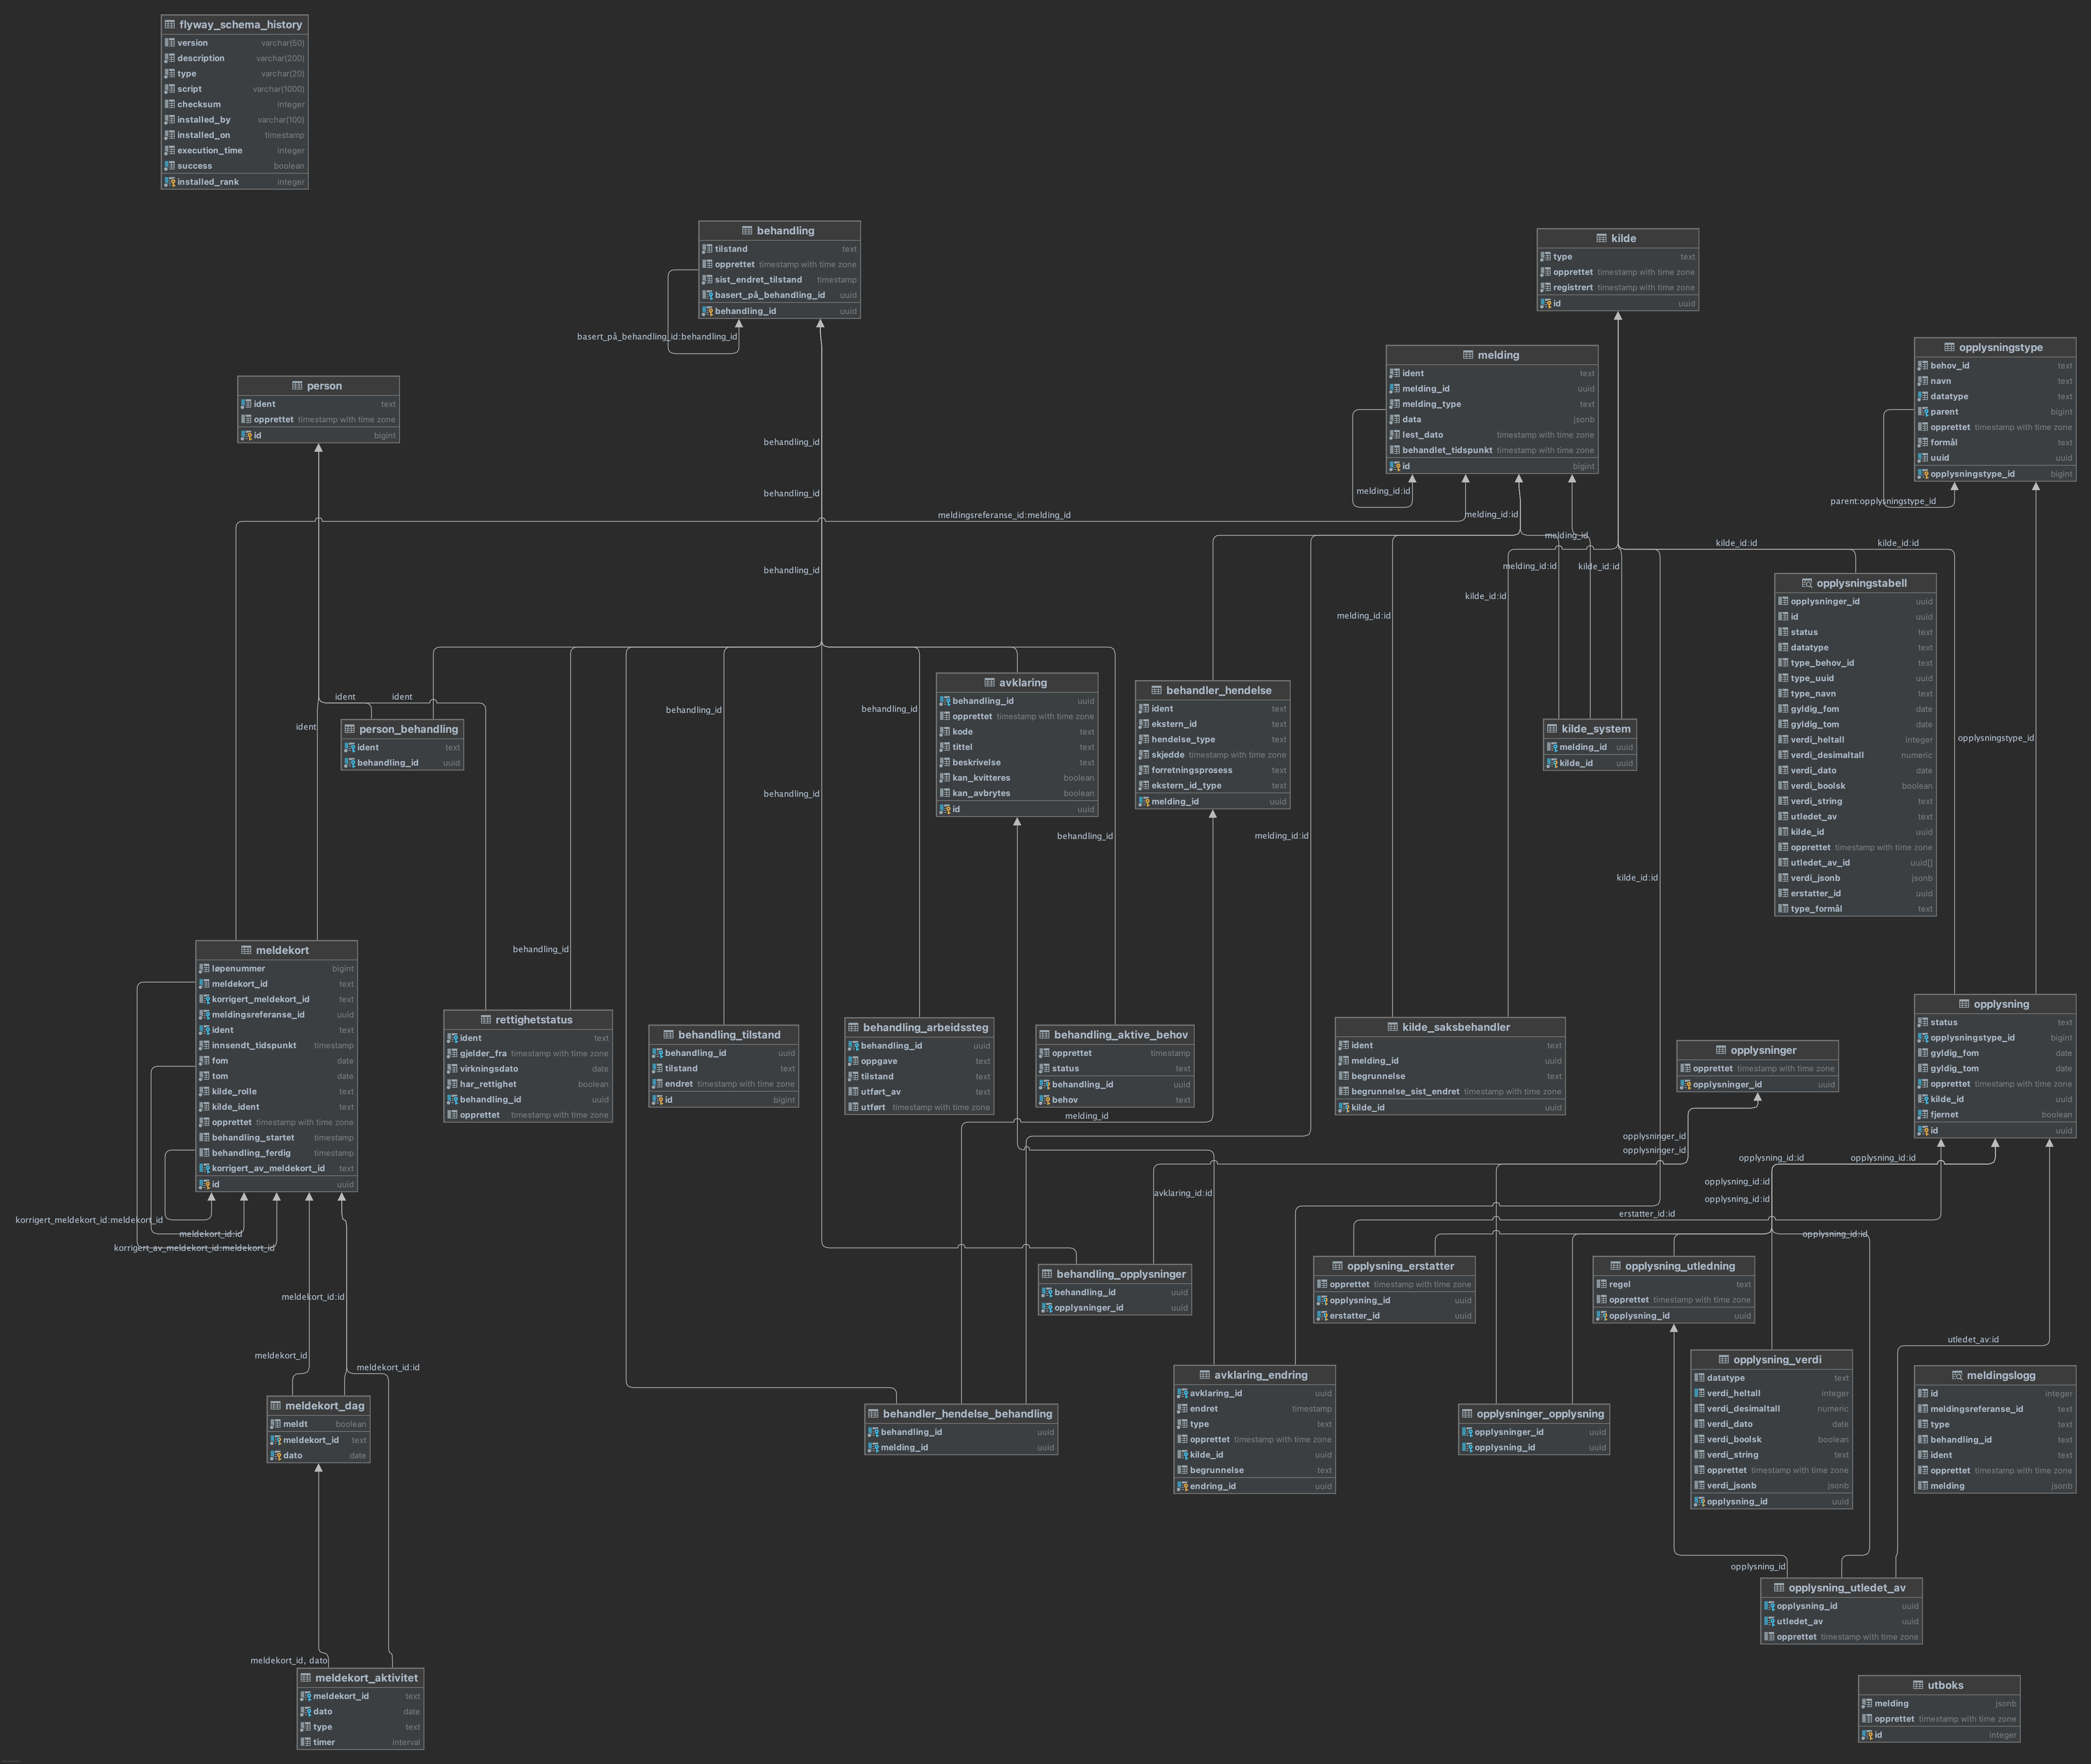 flyway_schema_history
version varchar(50)
description varchar(200)
type varchar(20)
script varchar(1000)
checksum integer
installed_by varchar(100)
installed_on timestamp
execution_time integer
success boolean
installed_rank integer
behandling
tilstand text
opprettet timestamp with time zone
sist_endret_tilstand timestamp
basert_på_behandling_id uuid
behandling_id uuid
basert_på_behandling_id:behandling_id
kilde
type text
opprettet timestamp with time zone
registrert timestamp with time zone
id uuid
melding
ident text
melding_id uuid
melding_type text
data jsonb
lest_dato timestamp with time zone
behandlet_tidspunkt timestamp with time zone
id bigint
melding_id:id
opplysningstype
behov_id text
navn text
datatype text
parent bigint
opprettet timestamp with time zone
formål text
uuid uuid
opplysningstype_id bigint
parent:opplysningstype_id
person
ident text
opprettet timestamp with time zone
id bigint
behandling_id
behandling_id
meldingsreferanse_id:melding_id
melding_id:id
melding_id
kilde_id:id
kilde_id:id
behandling_id
melding_id:id
kilde_id:id
kilde_id:id
melding_id:id
opplysningstabell
opplysninger_id uuid
id uuid
status text
datatype text
type_behov_id text
type_uuid uuid
type_navn text
gyldig_fom date
gyldig_tom date
verdi_heltall integer
verdi_desimaltall numeric
verdi_dato date
verdi_boolsk boolean
verdi_string text
utledet_av text
kilde_id uuid
opprettet timestamp with time zone
utledet_av_id uuid[]
verdi_jsonb jsonb
erstatter_id uuid
type_formål text
opplysningstype_id
ident
ident
ident
person_behandling
ident text
behandling_id uuid
behandling_id
behandling_id
behandling_id
avklaring
behandling_id uuid
opprettet timestamp with time zone
kode text
tittel text
beskrivelse text
kan_kvitteres boolean
kan_avbrytes boolean
id uuid
behandler_hendelse
ident text
ekstern_id text
hendelse_type text
skjedde timestamp with time zone
forretningsprosess text
ekstern_id_type text
melding_id uuid
kilde_system
melding_id uuid
kilde_id uuid
behandling_id
melding_id:id
kilde_id:id
behandling_id
meldekort
løpenummer bigint
meldekort_id text
korrigert_meldekort_id text
meldingsreferanse_id uuid
ident text
innsendt_tidspunkt timestamp
fom date
tom date
kilde_rolle text
kilde_ident text
opprettet timestamp with time zone
behandling_startet timestamp
behandling_ferdig timestamp
korrigert_av_meldekort_id text
id uuid
korrigert_meldekort_id:meldekort_id
meldekort_id:id
korrigert_av_meldekort_id:meldekort_id
rettighetstatus
ident text
gjelder_fra timestamp with time zone
virkningsdato date
har_rettighet boolean
behandling_id uuid
opprettet timestamp with time zone
behandling_tilstand
behandling_id uuid
tilstand text
endret timestamp with time zone
id bigint
behandling_arbeidssteg
behandling_id uuid
oppgave text
tilstand text
utført_av text
utført timestamp with time zone
behandling_aktive_behov
opprettet timestamp
status text
behandling_id uuid
behov text
melding_id
kilde_saksbehandler
ident text
melding_id uuid
begrunnelse text
begrunnelse_sist_endret timestamp with time zone
kilde_id uuid
opplysninger
opprettet timestamp with time zone
opplysninger_id uuid
opplysning
status text
opplysningstype_id bigint
gyldig_fom date
gyldig_tom date
opprettet timestamp with time zone
kilde_id uuid
fjernet boolean
id uuid
opplysninger_id
opplysninger_id
opplysning_id:id
opplysning_id:id
opplysning_id:id
opplysning_id:id
avklaring_id:id
erstatter_id:id
opplysning_id:id
behandling_opplysninger
behandling_id uuid
opplysninger_id uuid
opplysning_erstatter
opprettet timestamp with time zone
opplysning_id uuid
erstatter_id uuid
opplysning_utledning
regel text
opprettet timestamp with time zone
opplysning_id uuid
utledet_av:id
meldekort_id:id
meldekort_id
meldekort_id:id
meldekort_dag
meldt boolean
meldekort_id text
dato date
behandler_hendelse_behandling
behandling_id uuid
melding_id uuid
avklaring_endring
avklaring_id uuid
endret timestamp
type text
opprettet timestamp with time zone
kilde_id uuid
begrunnelse text
endring_id uuid
opplysninger_opplysning
opplysninger_id uuid
opplysning_id uuid
opplysning_verdi
datatype text
verdi_heltall integer
verdi_desimaltall numeric
verdi_dato date
verdi_boolsk boolean
verdi_string text
opprettet timestamp with time zone
verdi_jsonb jsonb
opplysning_id uuid
meldingslogg
id integer
meldingsreferanse_id text
type text
behandling_id text
ident text
opprettet timestamp with time zone
melding jsonb
opplysning_id
opplysning_utledet_av
opplysning_id uuid
utledet_av uuid
opprettet timestamp with time zone
meldekort_id, dato
meldekort_aktivitet
meldekort_id text
dato date
type text
timer interval
utboks
melding jsonb
opprettet timestamp with time zone
id integer